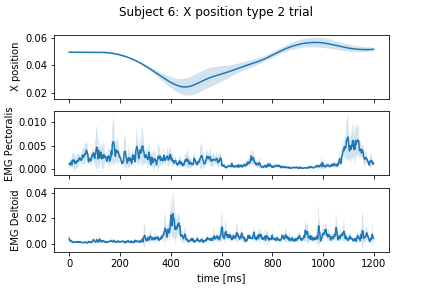 Subject 6: X position type 2 trial
X position
0.06
0.04
0.02
EMG Pectoralis
0.010
0.005
0.000
EMG Deltoid
0.04
0.02
0.00
0 200 400 600 800 1000 1200
time [ms]